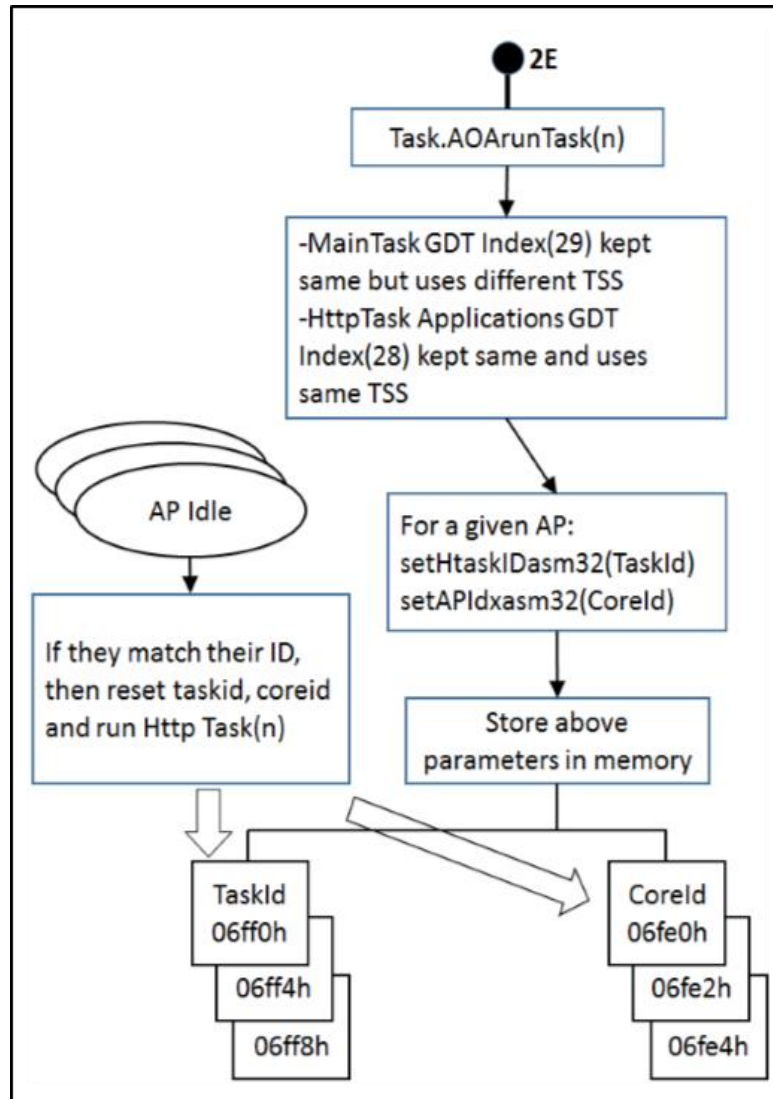 2E
Task.AOArunTask(n)
-MainTask GDT Index(29) kept
same but uses different TSS
-HttpTask Applications GDT
Index(28) kept same and uses
same TSS
AP Idle
For a given AP:
setHtaskIDasm32(TaskId)
setAPIdxasm32(CoreId)
If they match their ID,
then reset taskid, coreid
and run Http Task(n)
Store above
parameters in memory
TaskId
06ff0h
06ff4h
06ff8h
CoreId
06fe0h
06fe2h
06fe4h